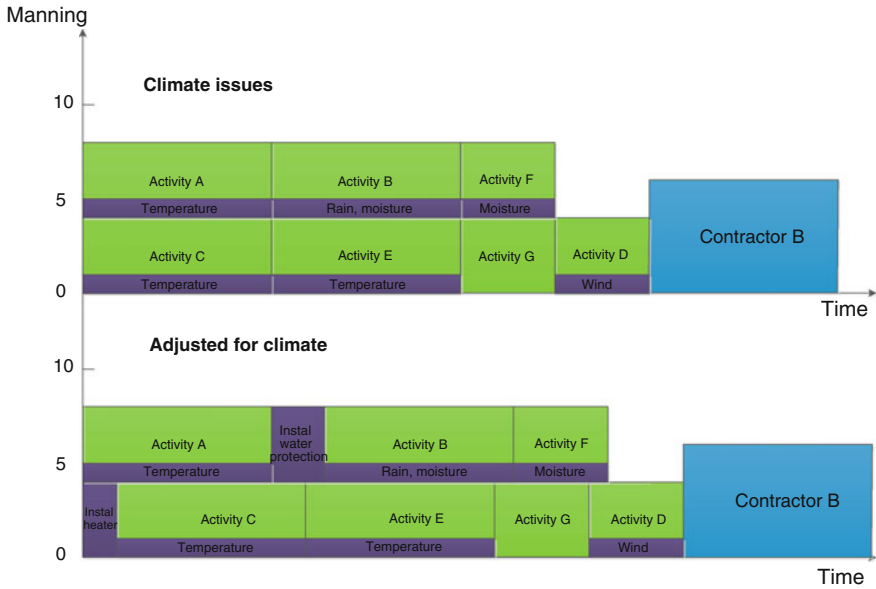 Manning
Climate issues
10
Activity A
Activity B
Activity F
5
Temperature
Rain, moisture
Moisture
Contractor B
Activity C
Activity E
Activity G
Activity D
0
Temperature
Temperature
Wind
Time
Adjusted for climate
10
Activity A
Instal
water
protection
Activity B
Activity F
5
Temperature
Rain, moisture
Moisture
Contractor B
Instal
heater
Activity C
Activity E
Activity G
Activity D
0
Temperature
Temperature
Wind
Time